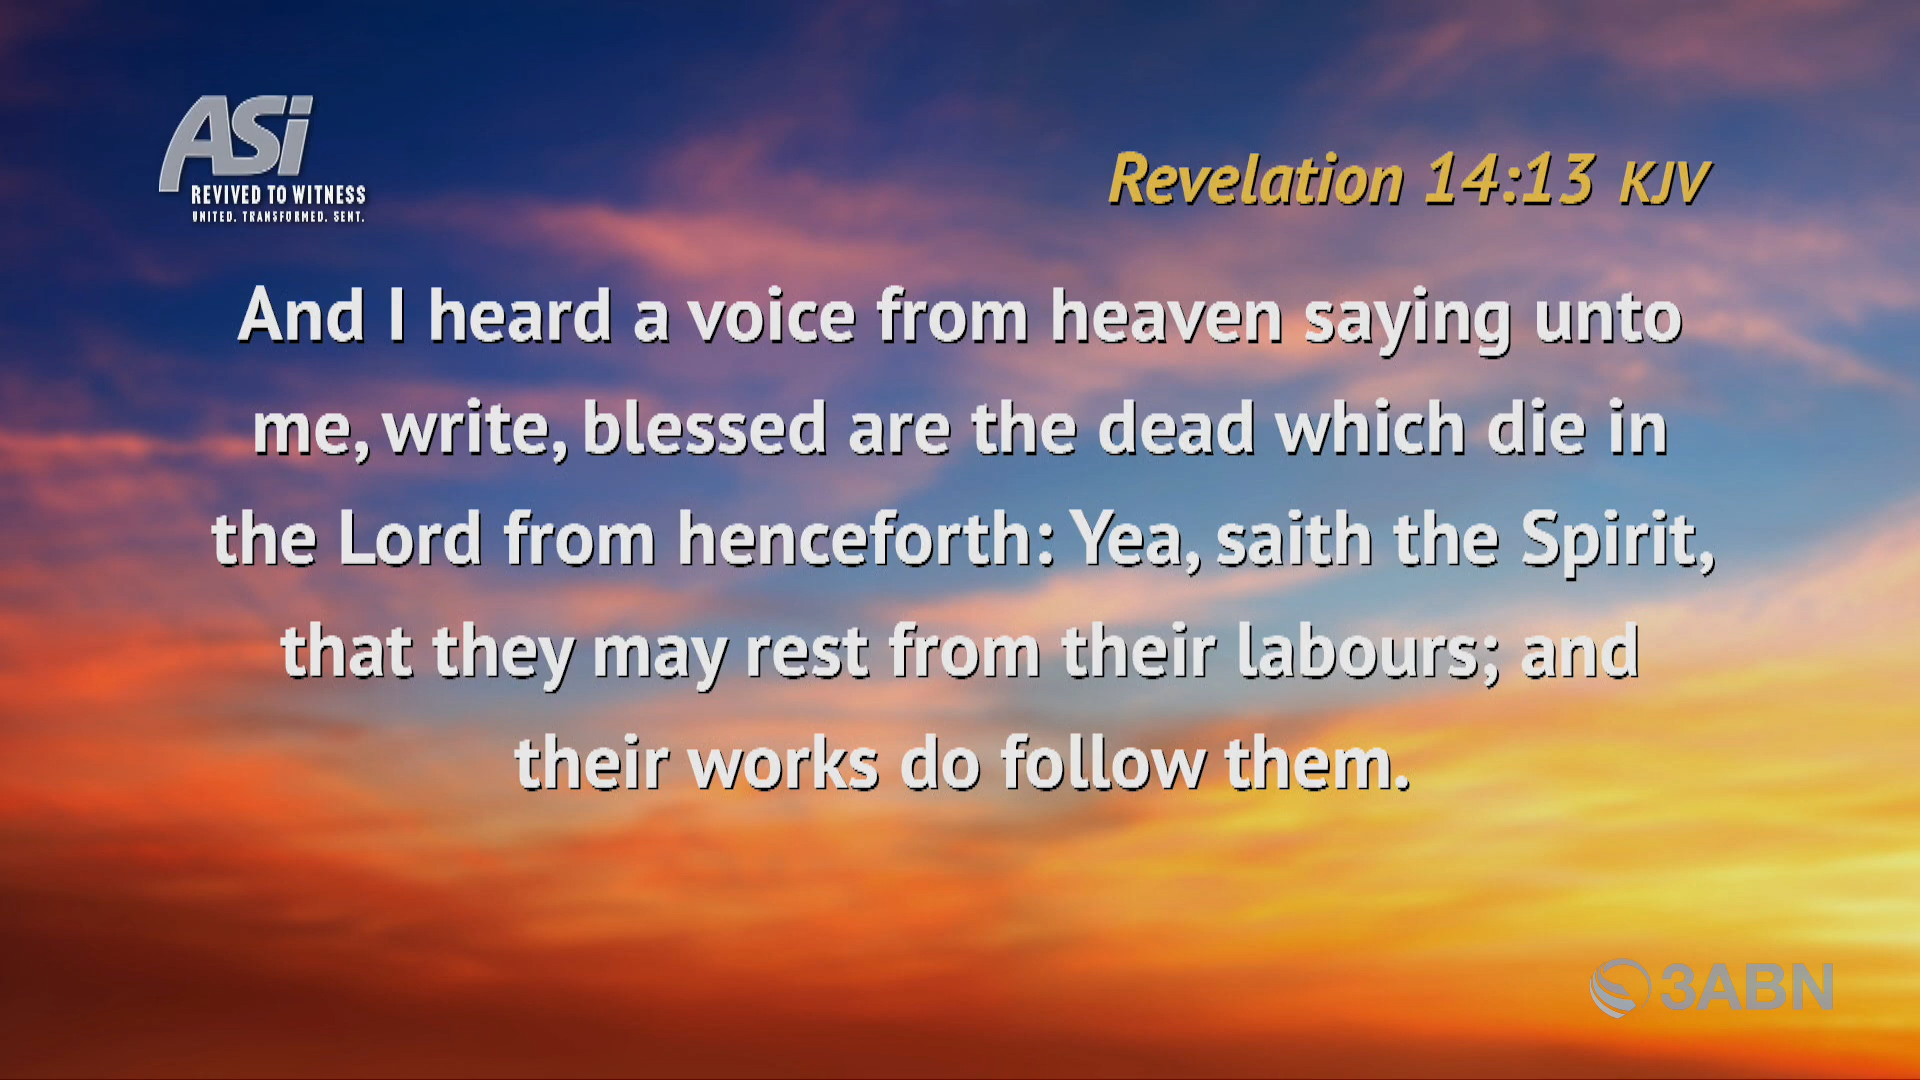 ASi
REVIVED TO WITNESS
UNITED. TRANSFORMED. SENT.
Revelation 14:13 KJV
And I heard a voice from heaven saying unto
me, write, blessed are the dead which die in
the Lord from henceforth: Yea, saith the Spirit,
that they may rest from their labours; and
their works do follow them.
3ABN